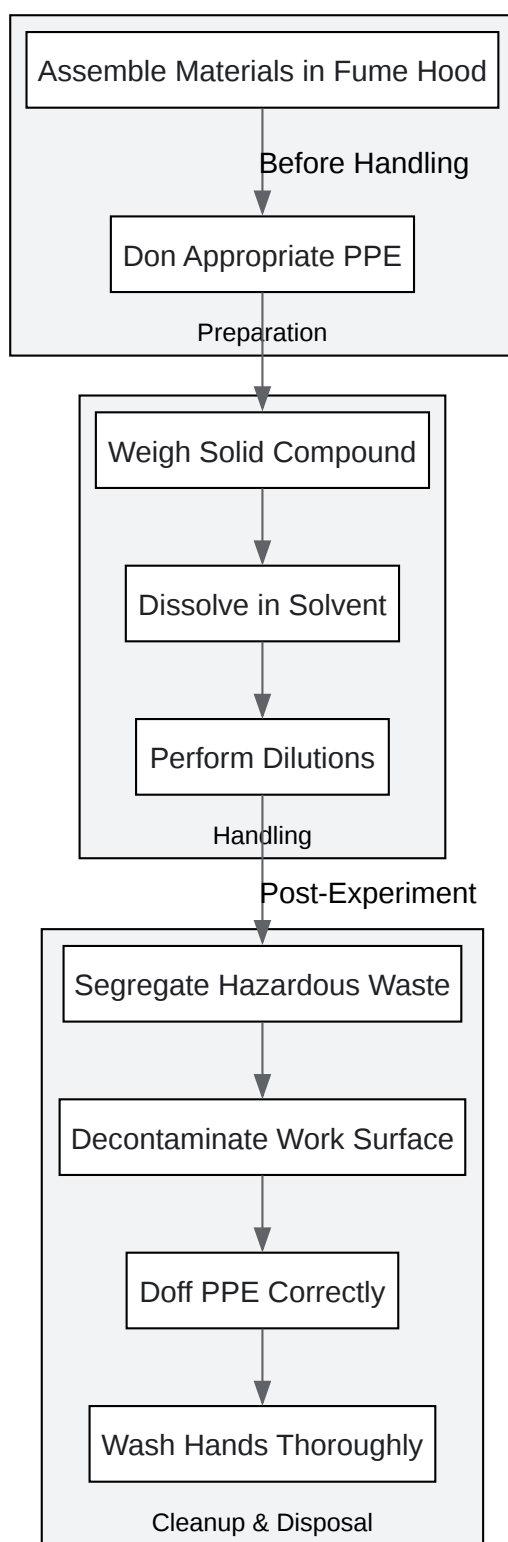 Assemble Materials in Fume Hood
Before Handling
Don Appropriate PPE
Preparation
Weigh Solid Compound
Dissolve in Solvent
Perform Dilutions
Handling
Post-Experiment
Segregate Hazardous Waste
Decontaminate Work Surface
Doff PPE Correctly
Wash Hands Thoroughly
Cleanup & Disposal